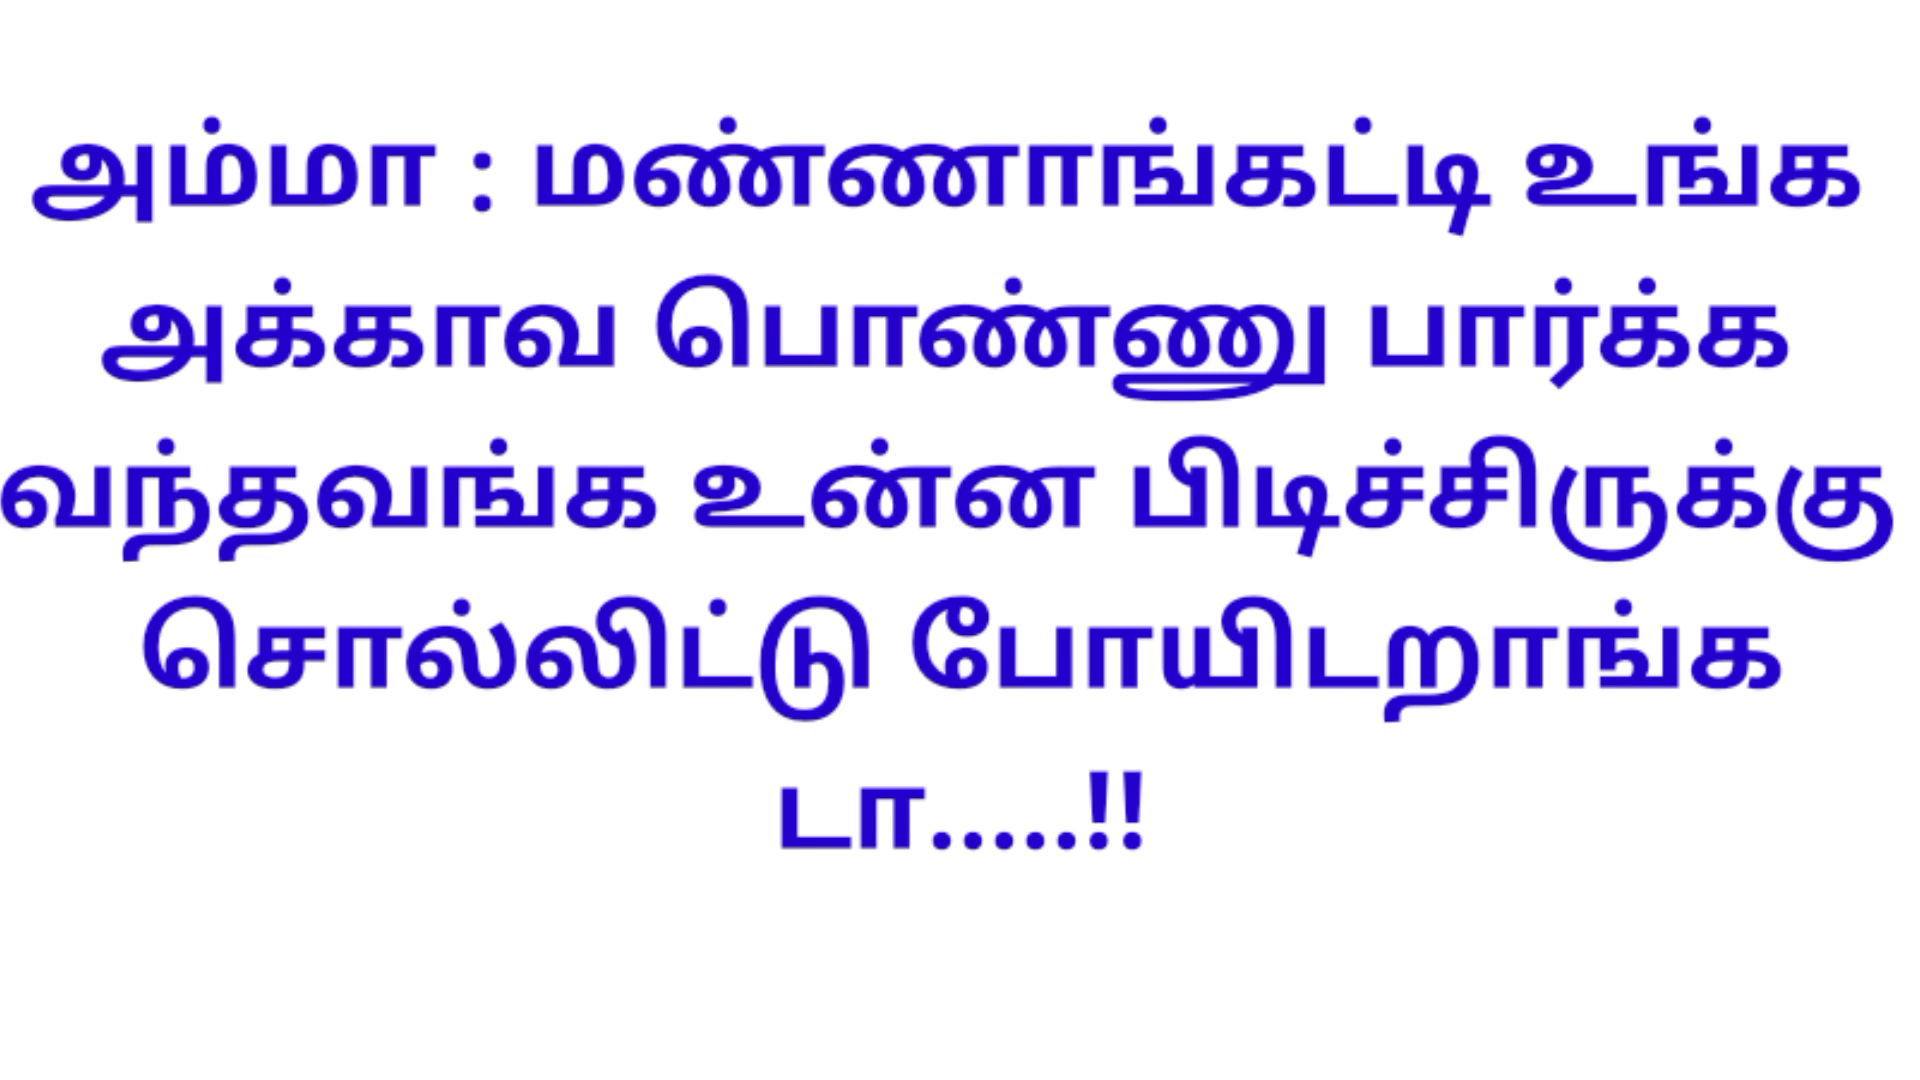 அம்மா : மண்ணாங்கட்டி உங்க
அக்காவ பொண்ணு பார்க்க
வந்தவங்க உன்ன பிடிச்சிருக்கு
சொல்லிட்டு போயிடறாங்க
டா.....!!